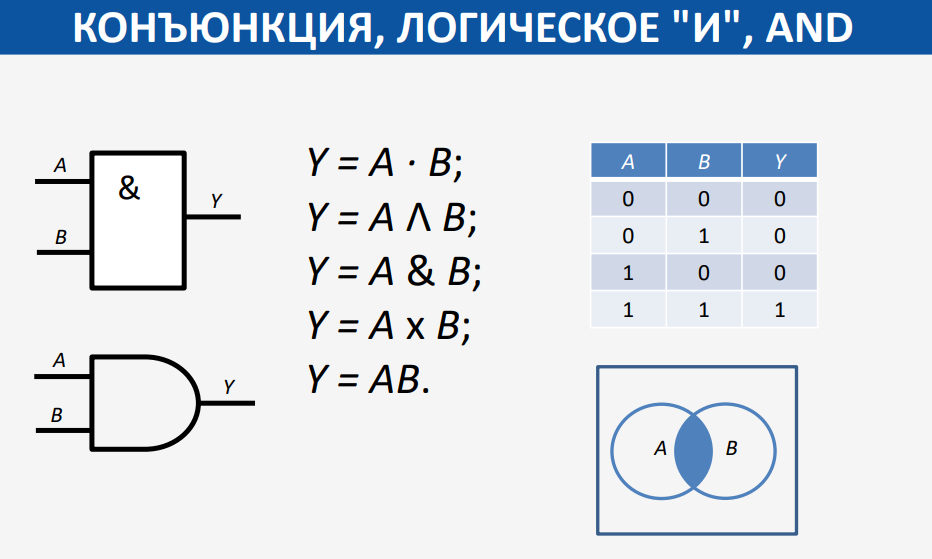 КОНЪЮНКЦИЯ, ЛОГИЧЕСКОЕ "И", AND
A
&
Y
B
A
Y
B
Y = A · B;
Y = A Λ B;
Y = A & B;
Y = A x B;
Y = AB.
A B Y
0 0 0
0 1 0
1 0 0
1 1 1
A B